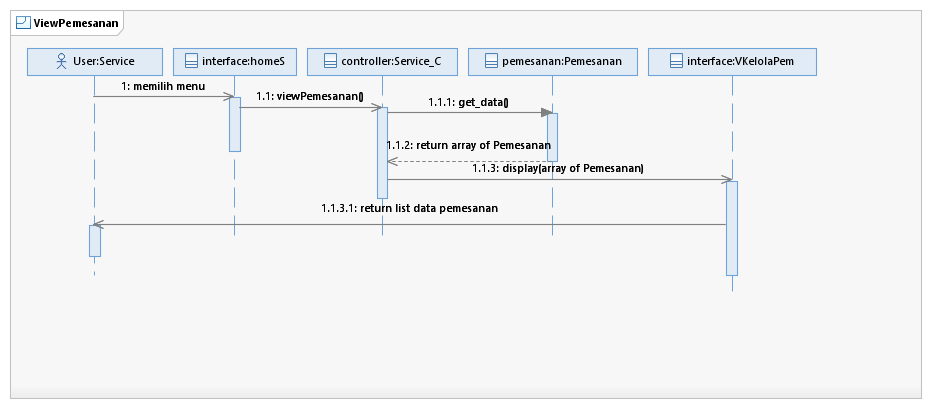 ViewPemesanan
User:Service
interface:homeS
controller:Service_C
pemesanan:Pemesanan
interface:VKelolaPem
1: memilih menu
1.1: viewPemesanan()
1.1.1: get_data()
1.1.2: return array of Pemesanan
1.1.3: display(array of Pemesanan)
1.1.3.1: return list data pemesanan